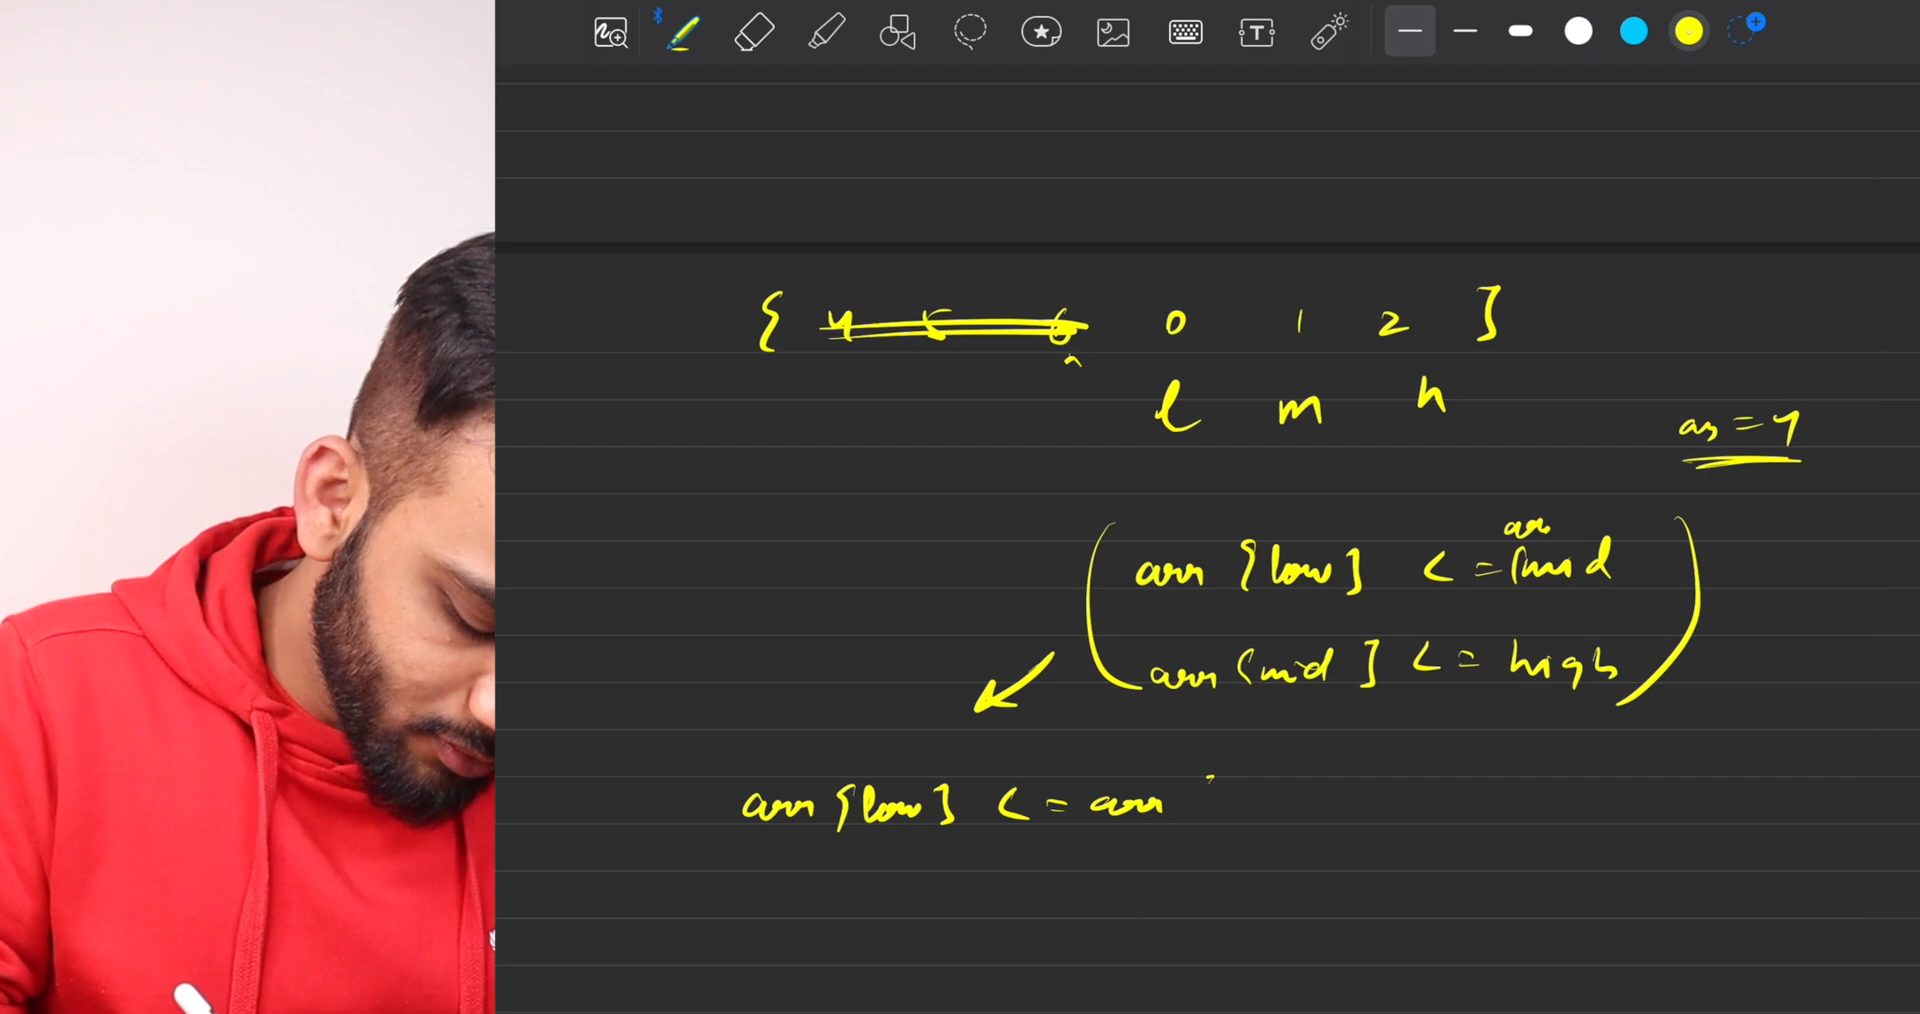 { 4 5 6 0 1 2 ]
l m h
ans = 4
arr
arr [low] <= [mid
arr [mid] <= high
arr [low] <= arr